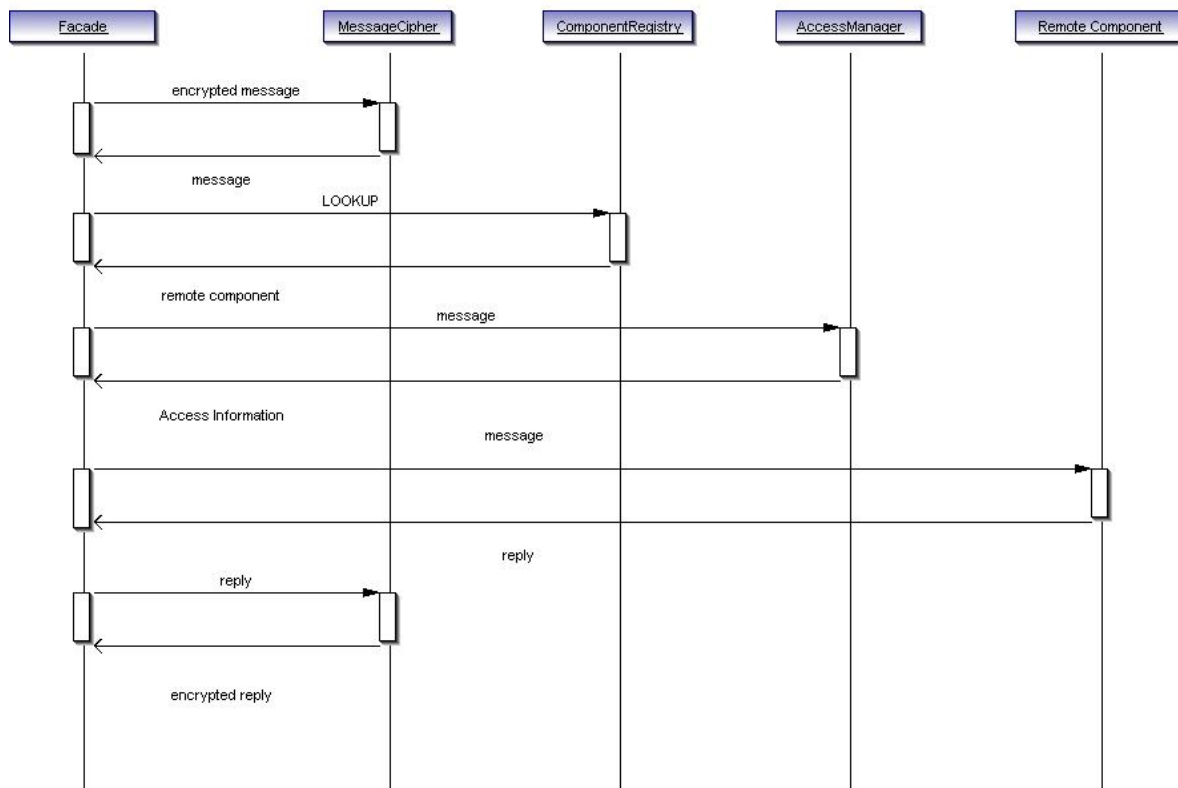 Facade
MessageCipher
ComponentRegistry
AccessManager
Remote Component
encrypted message
message
LOOKUP
remote component
message
Access Information
message
reply
reply
encrypted reply